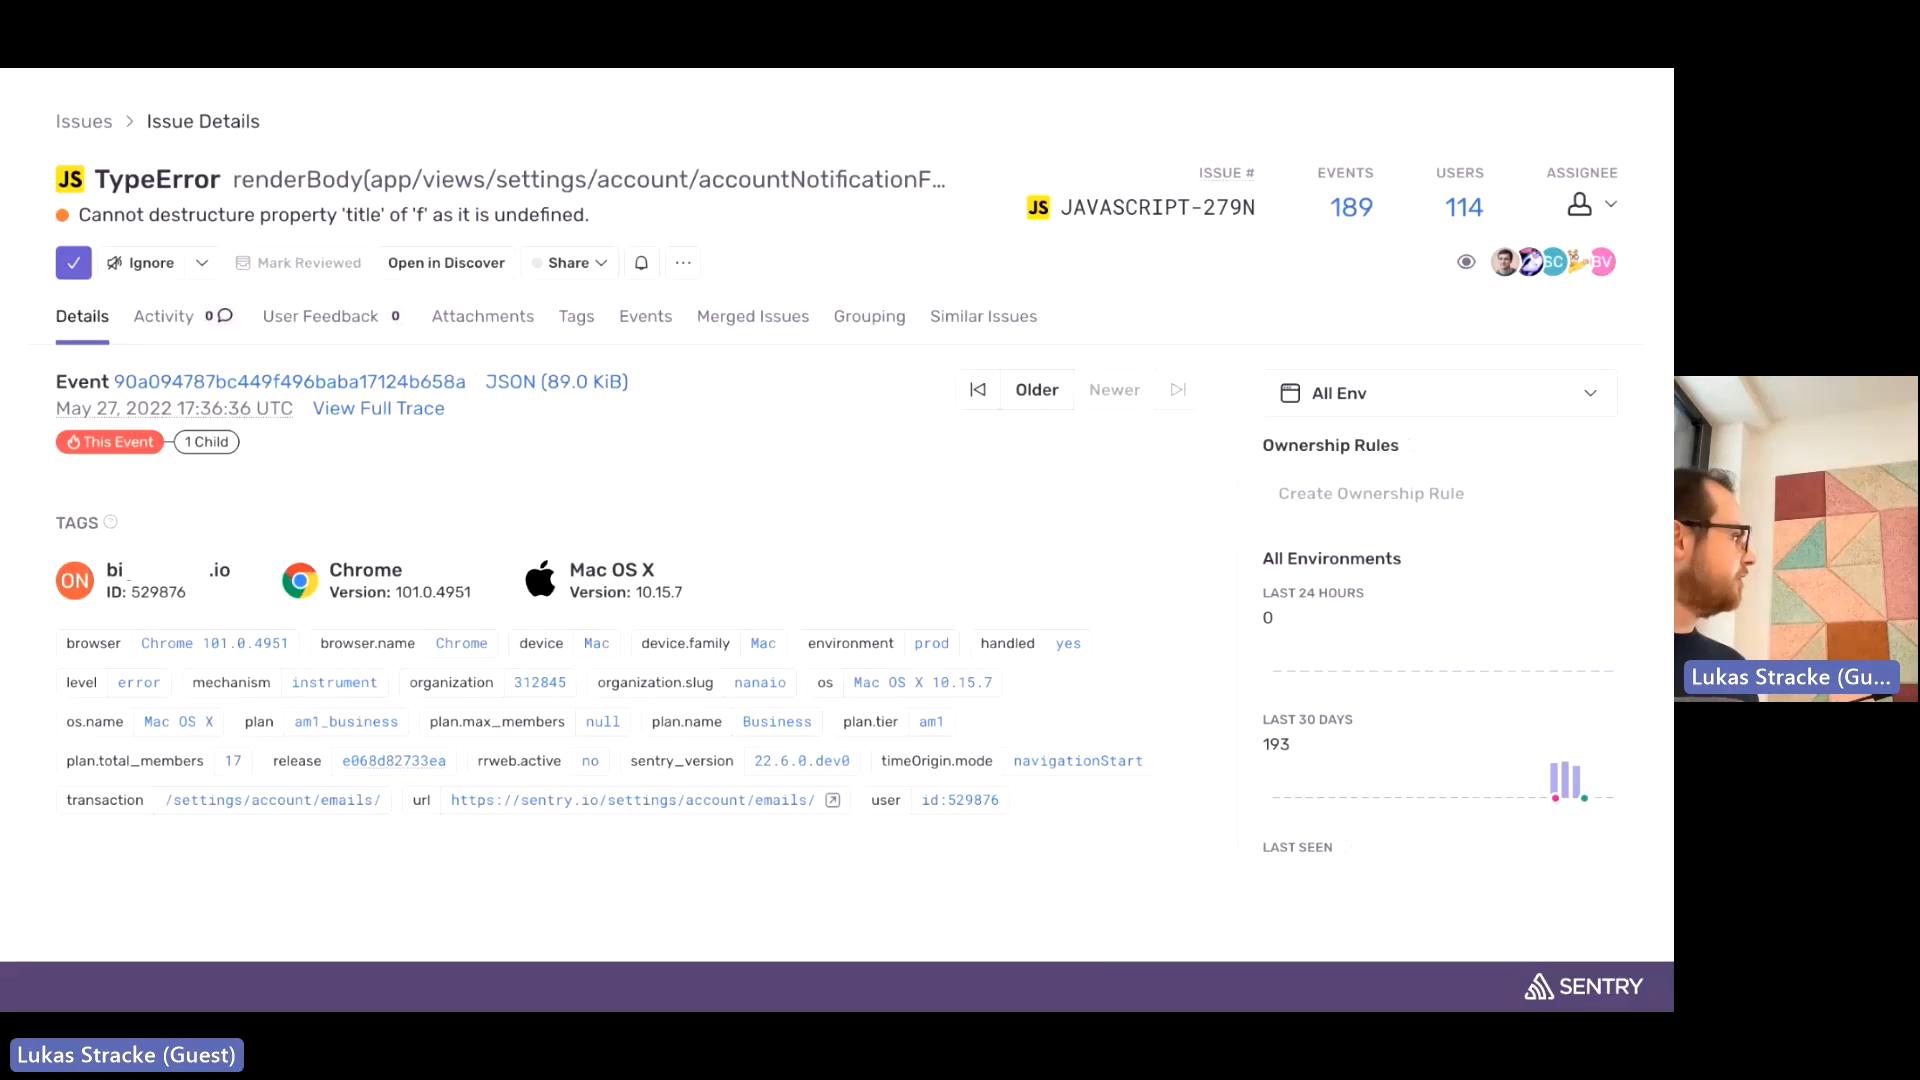 Issues > Issue Details
JS TypeError renderBody(app/views/settings/account/accountNotificationF...
Cannot destructure property 'title' of 'f' as it is undefined.
ISSUE # EVENTS USERS ASSIGNEE
JS JAVASCRIPT-279N 189 114
Ignore Mark Reviewed Open in Discover Share ...
SC BV
Details Activity 0 User Feedback 0 Attachments Tags Events Merged Issues Grouping Similar Issues
Event 90a094787bc449f496baba17124b658a JSON (89.0 KiB)
May 27, 2022 17:36:36 UTC View Full Trace
This Event 1 Child
Older Newer
All Env
Ownership Rules
Create Ownership Rule
TAGS ?
ON bi .io
ID: 529876
Chrome
Version: 101.0.4951
Mac OS X
Version: 10.15.7
browser Chrome 101.0.4951 browser.name Chrome device Mac device.family Mac environment prod handled yes
level error mechanism instrument organization 312845 organization.slug nanaio os Mac OS X 10.15.7
os.name Mac OS X plan am1_business plan.max_members null plan.name Business plan.tier am1
plan.total_members 17 release e068d82733ea rrweb.active no sentry_version 22.6.0.dev0 timeOrigin.mode navigationStart
transaction /settings/account/emails/ url https://sentry.io/settings/account/emails/ user id:529876
All Environments
LAST 24 HOURS
0
LAST 30 DAYS
193
LAST SEEN
SENTRY
Lukas Stracke (Gu...
Lukas Stracke (Guest)